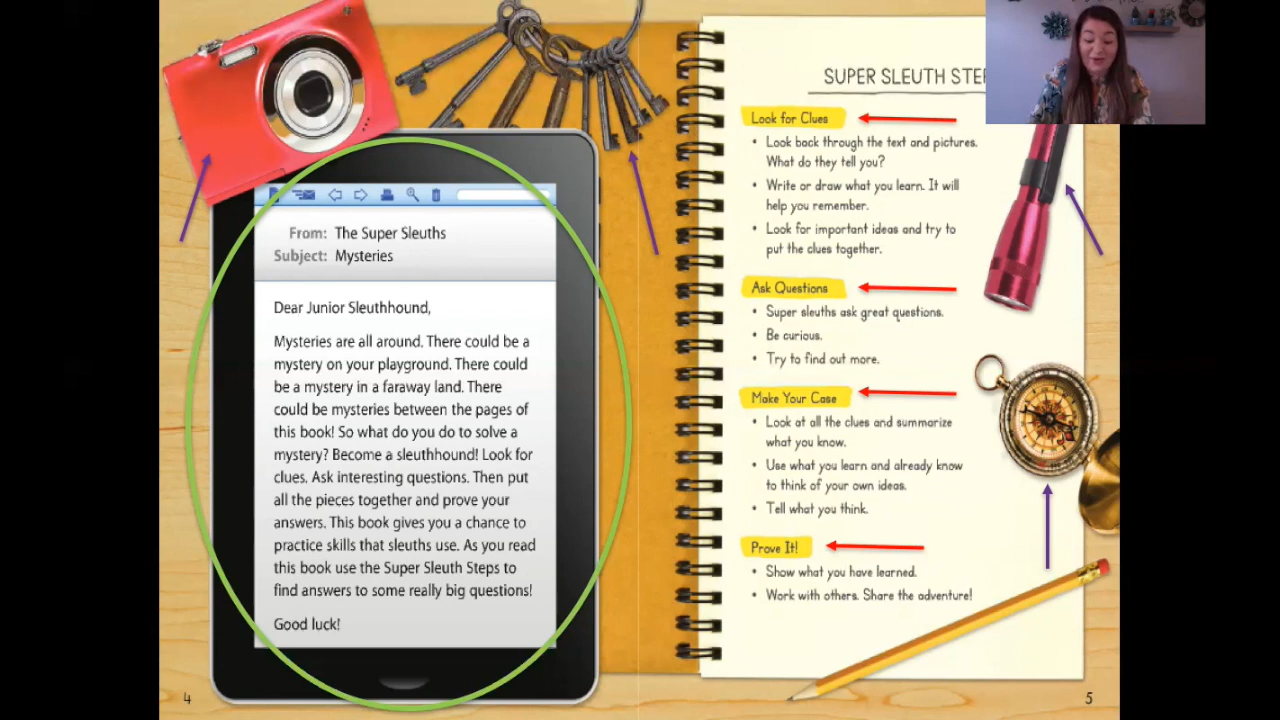 From: The Super Sleuths
Subject: Mysteries
Dear Junior Sleuthhound,
Mysteries are all around. There could be a
mystery on your playground. There could
be a mystery in a faraway land. There
could be mysteries between the pages of
this book! So what do you do to solve a
mystery? Become a sleuthhound! Look for
clues. Ask interesting questions. Then put
all the pieces together and prove your
answers. This book gives you a chance to
practice skills that sleuths use. As you read
this book use the Super Sleuth Steps to
find answers to some really big questions!
Good luck!
4
SUPER SLEUTH
Look for Clues
• Look back through the text and pictures.
What do they tell you?
• Write or draw what you learn. It will
help you remember.
• Look for important ideas and try to
put the clues together.
Ask Questions
• Super sleuths ask great questions.
• Be curious.
• Try to find out more.
Make Your Case
• Look at all the clues and summarize
what you know.
• Use what you learn and already know
to think of your own ideas.
• Tell what you think.
Prove It!
• Show what you have learned.
• Work with others. Share the adventure!
5